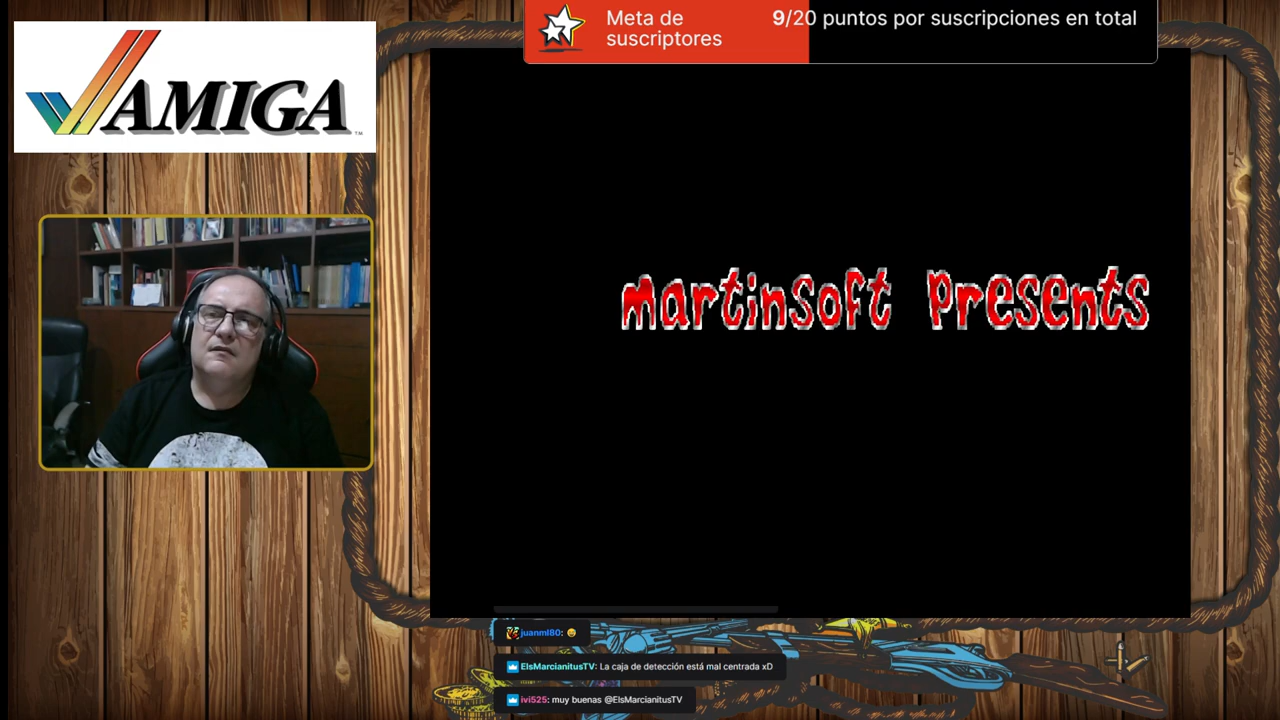 AMIGA
TM
Meta de
suscriptores
9/20 puntos por suscripciones en total
martinsoft presents
juanml80:
ElsMarcianitusTV: La caja de detección está mal centrada xD
ivi525: muy buenas @ElsMarcianitusTV